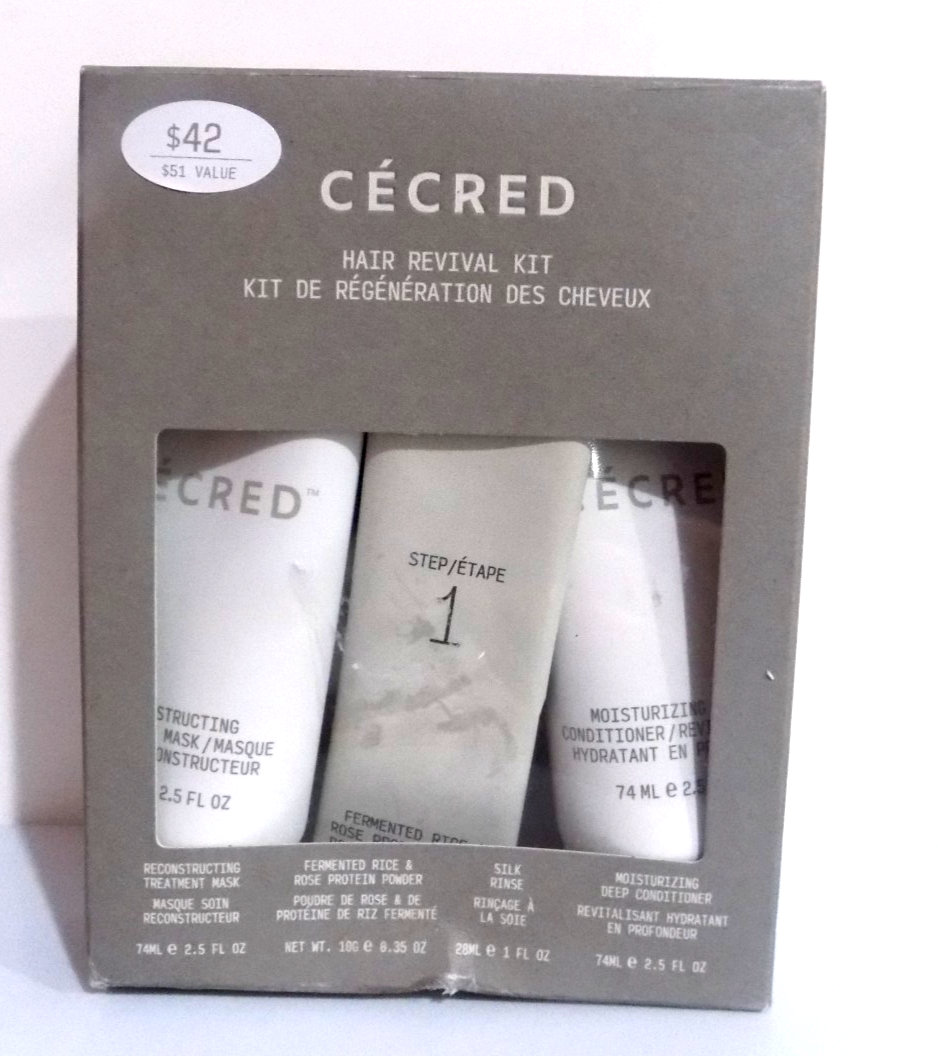 $42
$51 VALUE
CÉCRED
HAIR REVIVAL KIT
KIT DE RÉGÉNÉRATION DES CHEVEUX
ÉCRED™
STRUCTING
MASK/MASQUE
ONSTRUCTEUR
2.5 FL OZ
STEP/ÉTAPE
1
FERMENTED RICE
ROSE
ÉCRE
MOISTURIZING
CONDITIONER/REVI
HYDRATANT EN P
74 ML e 2.5
RECONSTRUCTING
TREATMENT MASK
MASQUE SOIN
RECONSTRUCTEUR
74ML e 2.5 FL OZ
FERMENTED RICE &
ROSE PROTEIN POWDER
POUDRE DE ROSE & DE
PROTÉINE DE RIZ FERMENTÉ
NET WT. 10G e 0.35 OZ
SILK
RINSE
RINÇAGE À
LA SOIE
28ML e 1 FL OZ
MOISTURIZING
DEEP CONDITIONER
REVITALISANT HYDRATANT
EN PROFONDEUR
74ML e 2.5 FL OZ